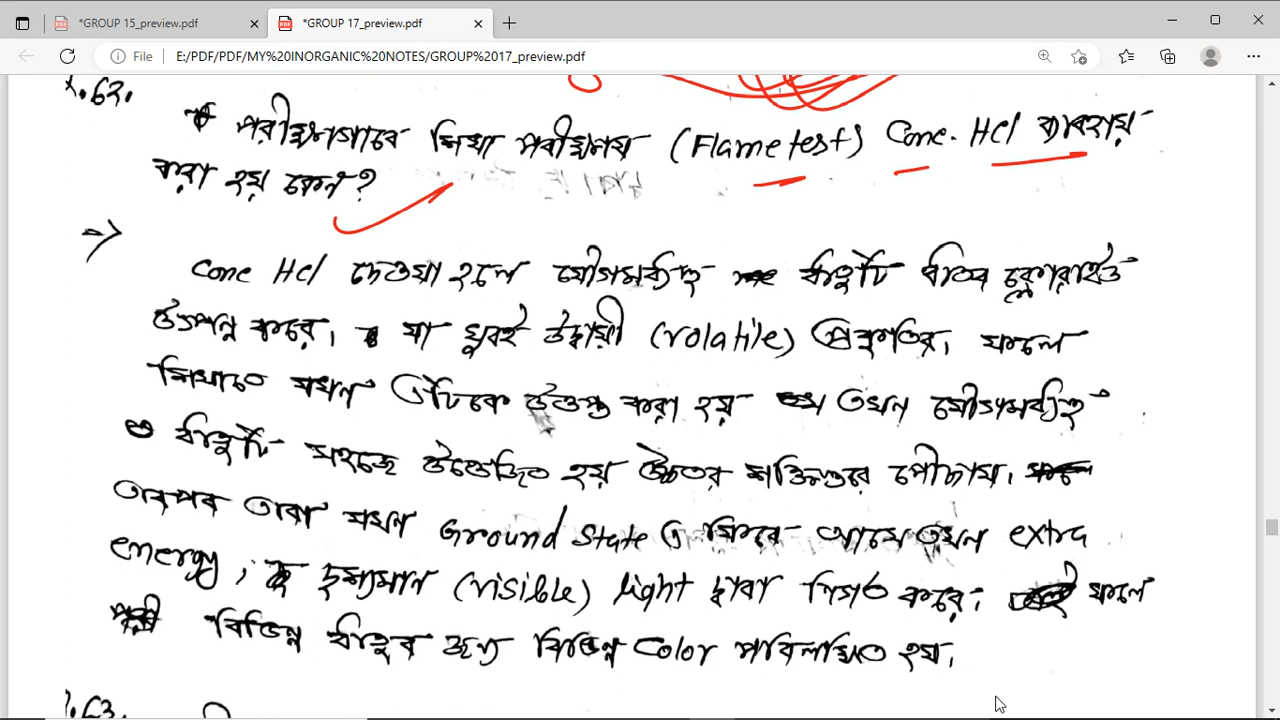 *GROUP 15_preview.pdf
*GROUP 17_preview.pdf
File E:/PDF/PDF/MY%20INORGANIC%20NOTES/GROUP%2017_preview.pdf
পরীক্ষাগারে শিখা পরীক্ষায় (Flame test) Conc. HCl ব্যবহার
করা হয় কেন?
⇒
Conc HCl দেওয়া হলে যৌগমধ্যস্থ ধাতুটি ধাতব ক্লোরাইড
উৎপন্ন করে, যা খুবই উদ্বায়ী (volatile) প্রকৃতির, ফলে
শিখাতে যখন এটিকে উত্তপ্ত করা হয় তখন যৌগমধ্যস্থ
ধাতুটি সহজে উত্তেজিত হয় উচ্চতর শক্তিস্তরে পৌছায়,
তারপর তারা যখন Ground State এ ফিরে আসে তখন extra
energy, দৃশ্যমান (visible) light দ্বারা নির্গত করে, ফলে
বিভিন্ন ধাতুর জন্য বিভিন্ন Color পরিলক্ষিত হয়,